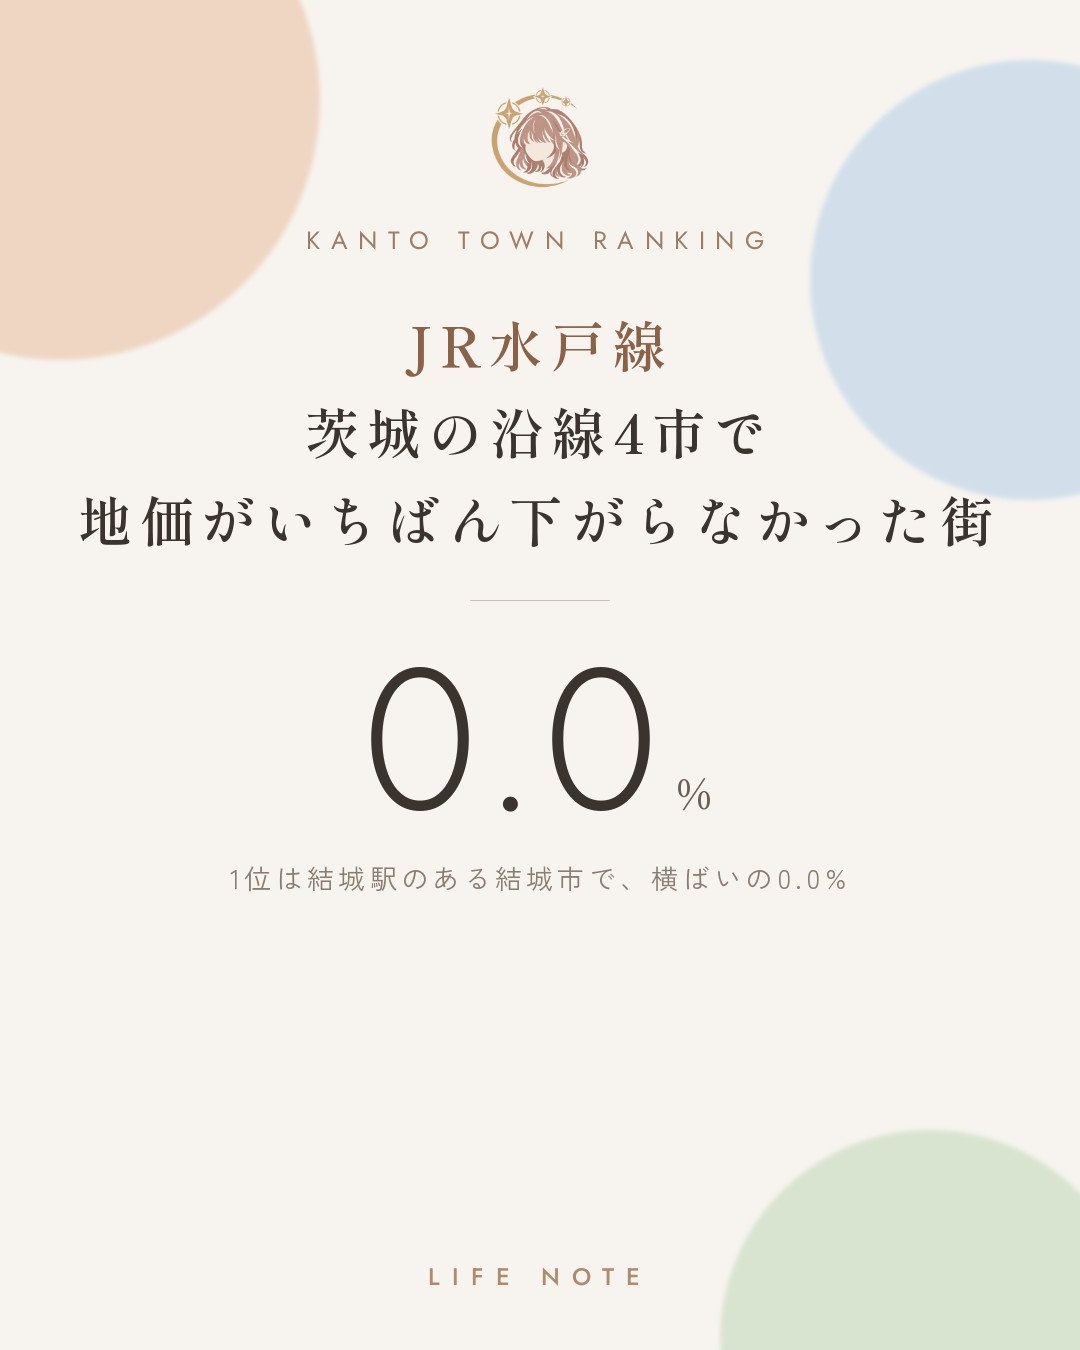 KANTO TOWN RANKING
JR水戸線
茨城の沿線4市で
地価がいちばん下がらなかった街
0.0%
1位は結城駅のある結城市で、横ばいの0.0%
LIFE NOTE